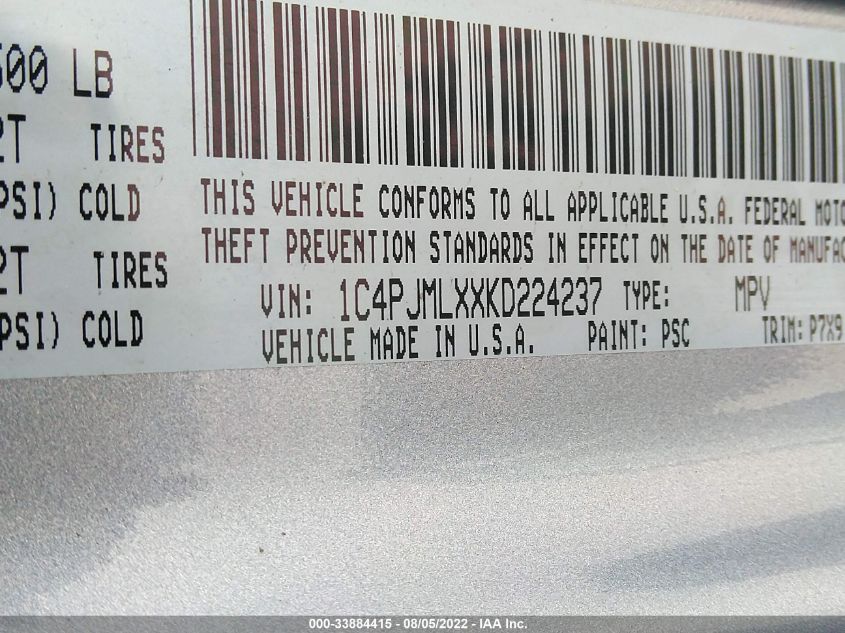 500 LB
2T TIRES
PSI) COLD
2T TIRES
PSI) COLD
THIS VEHICLE CONFORMS TO ALL APPLICABLE U.S.A. FEDERAL MOTO
THEFT PREVENTION STANDARDS IN EFFECT ON THE DATE OF MANUFAC
VIN: 1C4PJMLXXKD224237 TYPE: MPV
VEHICLE MADE IN U.S.A. PAINT: PSC TRIM: P7X9
000-33884415 - 08/05/2022 - IAA Inc.